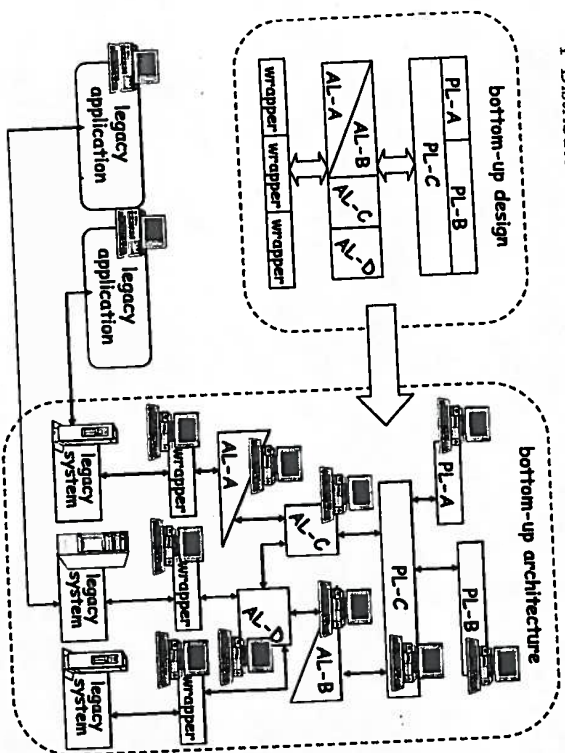 bottom-up design
PL-A
PL-B
PL-C
AL-A
AL-B
AL-C
AL-D
wrapper wrapper wrapper
legacy
application
legacy
application
bottom-up architecture
PL-A
PL-B
PL-C
AL-C
AL-B
AL-A
AL-D
wrapper
wrapper
wrapper
legacy
system
legacy
system
legacy
system